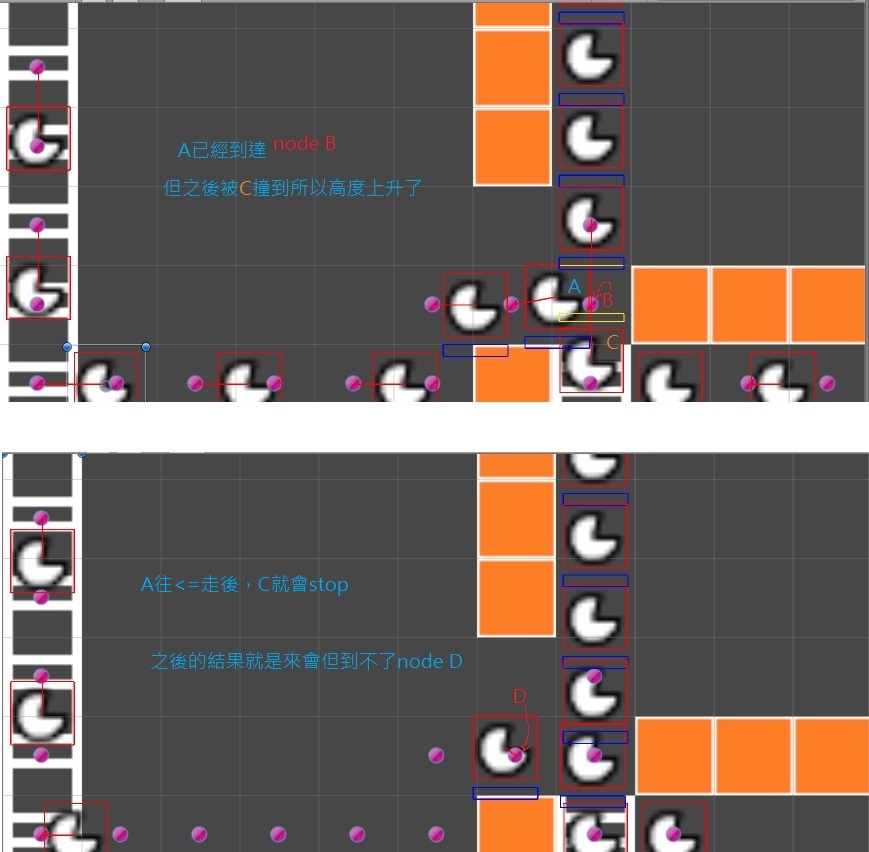 A已經到達 node B
但之後被C撞到所以高度上升了
A
B
C
A往<=走後，C就會stop
之後的結果就是來會但到不了node D
D